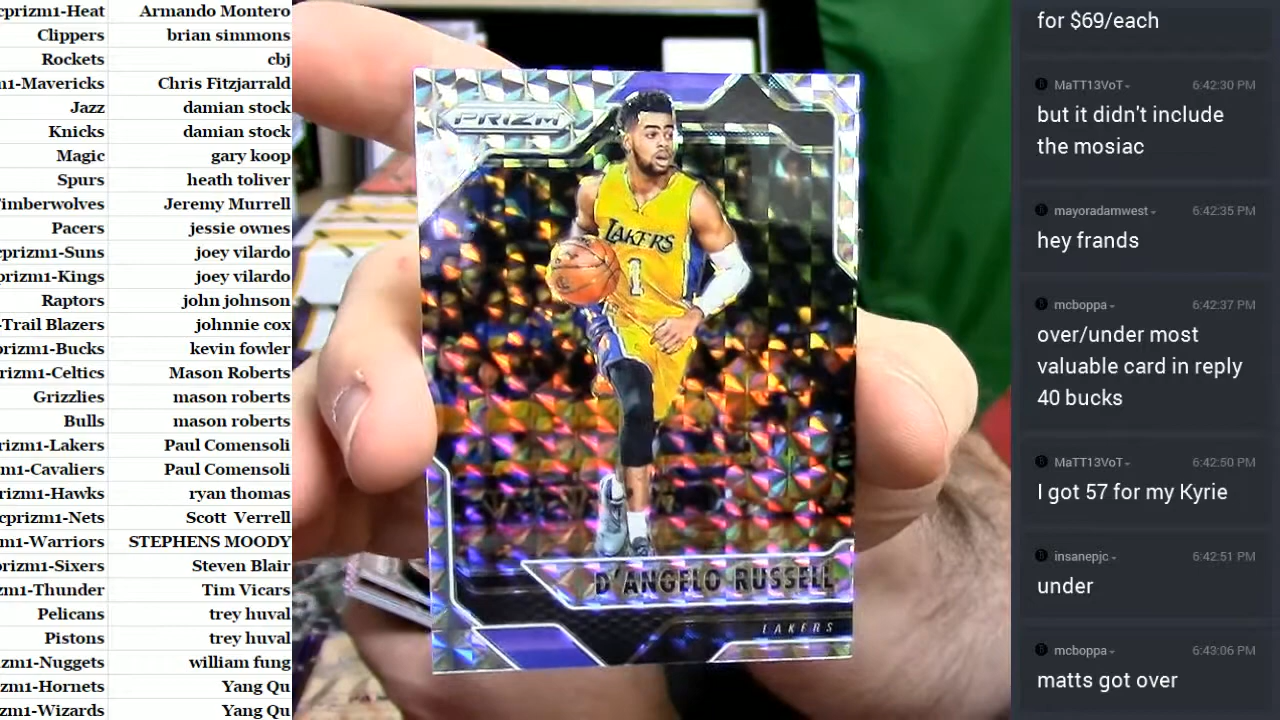 cprizm1-Heat Armando Montero
Clippers brian simmons
Rockets cbj
m1-Mavericks Chris Fitzjarrald
Jazz damian stock
Knicks damian stock
Magic gary koop
Spurs heath toliver
Timberwolves Jeremy Murrell
Pacers jessie ownes
cprizm1-Suns joey vilardo
prizm1-Kings joey vilardo
Raptors john johnson
-Trail Blazers johnnie cox
prizm1-Bucks kevin fowler
rizm1-Celtics Mason Roberts
Grizzlies mason roberts
Bulls mason roberts
rizm1-Lakers Paul Comensoli
m1-Cavaliers Paul Comensoli
rizm1-Hawks ryan thomas
cprizm1-Nets Scott Verrell
m1-Warriors STEPHENS MOODY
orizm1-Sixers Steven Blair
zm1-Thunder Tim Vicars
Pelicans trey huval
Pistons trey huval
izm1-Nuggets william fung
zm1-Hornets Yang Qu
zm1-Wizards Yang Qu
PRIZM
LAKERS
1
D'ANGELO RUSSELL
LAKERS
for $69/each
MaTT13VoT 6:42:30 PM
but it didn't include
the mosiac
mayoradamwest 6:42:35 PM
hey frands
mcboppa 6:42:37 PM
over/under most
valuable card in reply
40 bucks
MaTT13VoT 6:42:50 PM
I got 57 for my Kyrie
insanepjc 6:42:51 PM
under
mcboppa 6:43:06 PM
matts got over